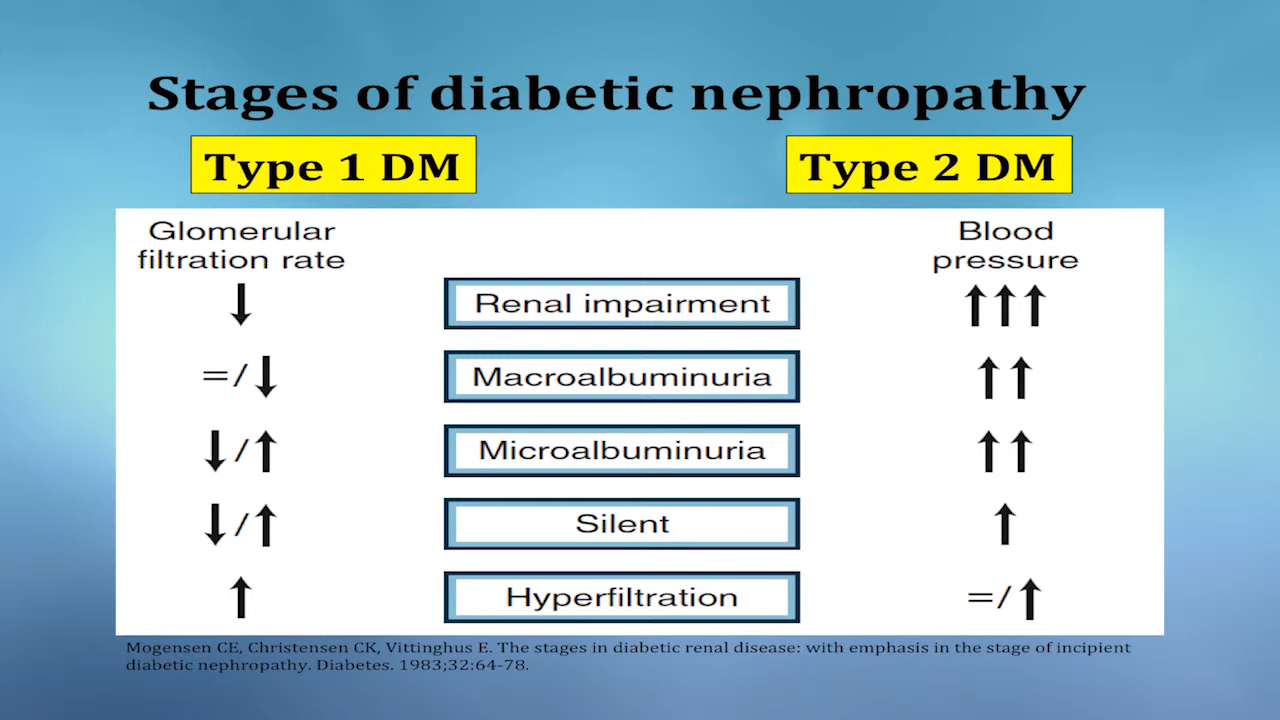 Stages of diabetic nephropathy
Type 1 DM
Type 2 DM
Glomerular
filtration rate
Blood
pressure
↓ Renal impairment ↑↑↑
=/↓ Macroalbuminuria ↑↑
↓/↑ Microalbuminuria ↑↑
↓/↑ Silent ↑
↑ Hyperfiltration =/↑
Mogensen CE, Christensen CK, Vittinghus E. The stages in diabetic renal disease: with emphasis in the stage of incipient
diabetic nephropathy. Diabetes. 1983;32:64-78.